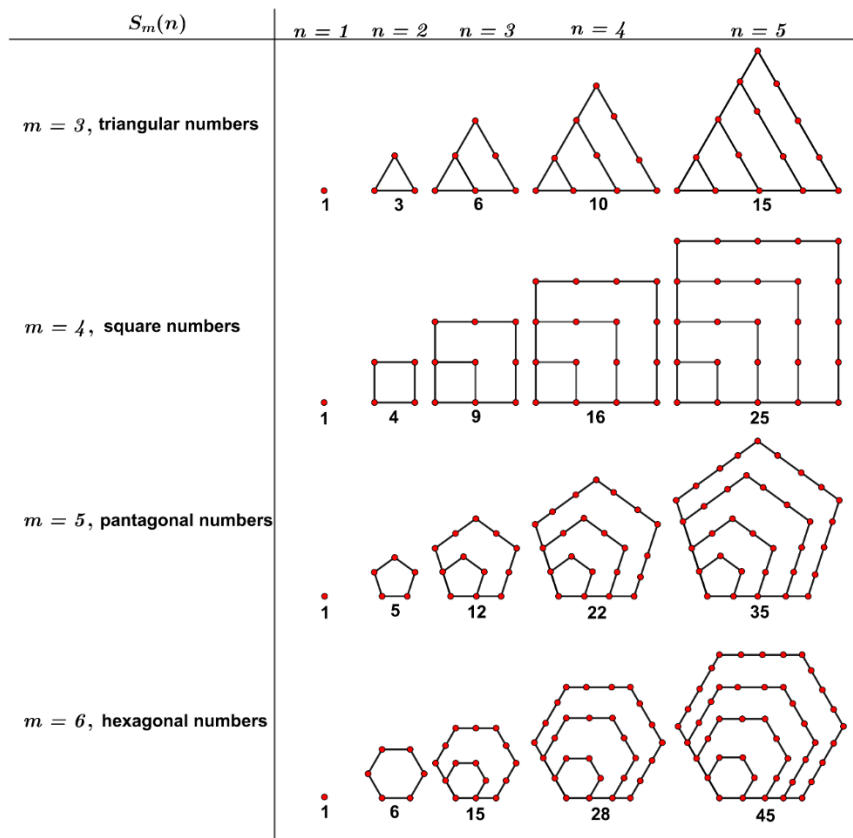 S_m(n) n = 1 n = 2 n = 3 n = 4 n = 5
m = 3, triangular numbers
1 3 6 10 15
m = 4, square numbers
1 4 9 16 25
m = 5, pantagonal numbers
1 5 12 22 35
m = 6, hexagonal numbers
1 6 15 28 45